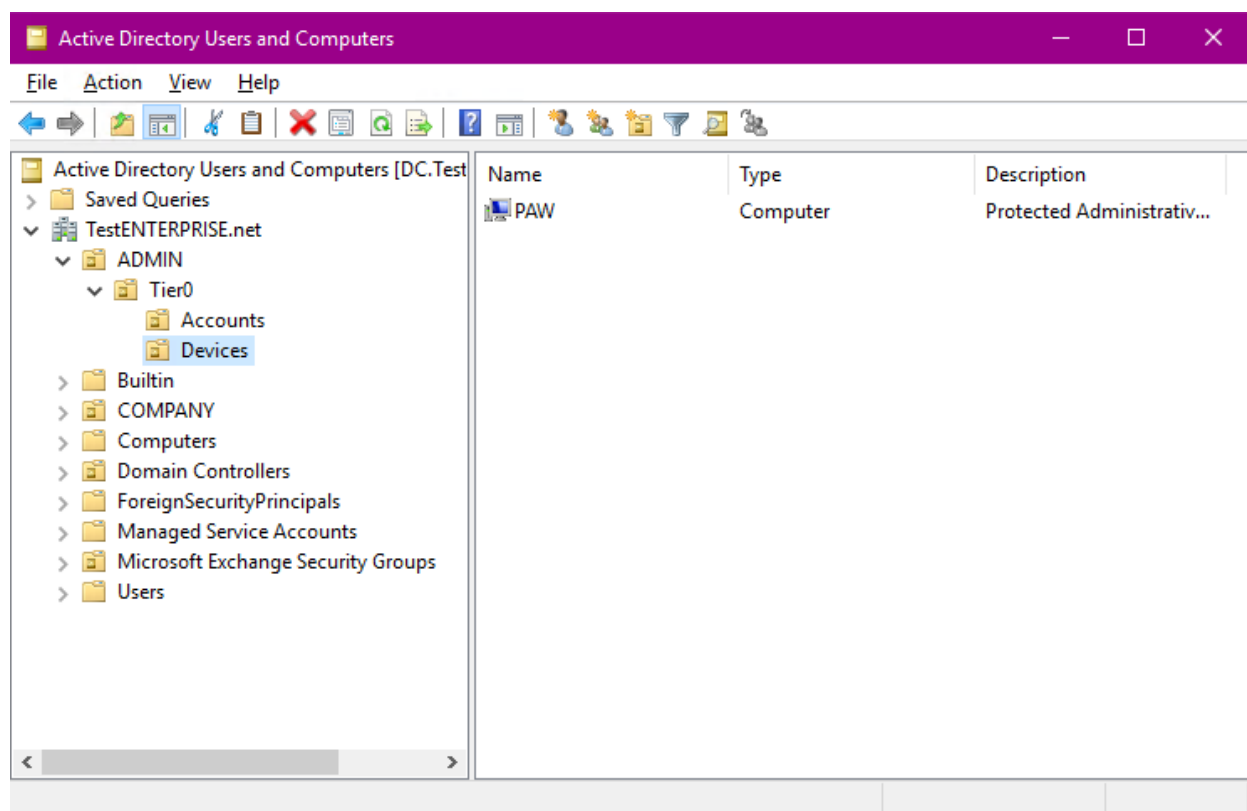 Active Directory Users and Computers
File Action View Help
Active Directory Users and Computers [DC.Test
Saved Queries
TestENTERPRISE.net
ADMIN
Tier0
Accounts
Devices
Builtin
COMPANY
Computers
Domain Controllers
ForeignSecurityPrincipals
Managed Service Accounts
Microsoft Exchange Security Groups
Users
Name Type Description
PAW Computer Protected Administrativ...